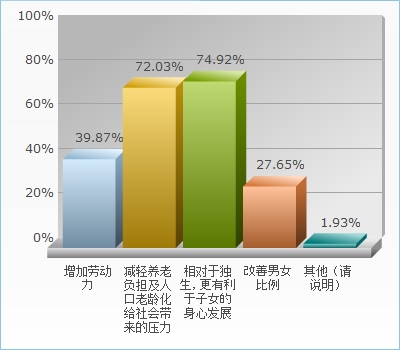 100%
80%
60%
40%
20%
0%
39.87%
72.03%
74.92%
27.65%
1.93%
增加劳动
力
减轻养老
负担及人
口老龄化
给社会带
来的压力
相对于独
生，更有利
于子女的
身心发展
改善男女
比例
其他（请
说明）